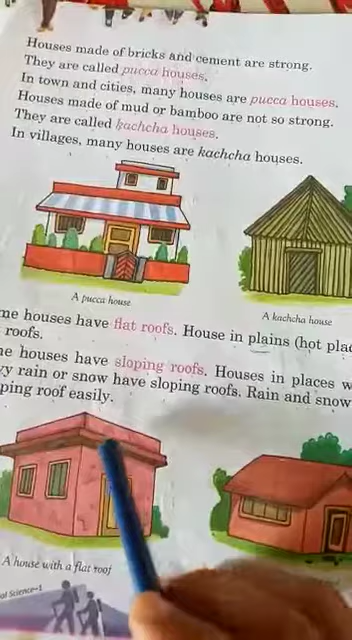 Houses made of bricks and cement are strong.
They are called pucca houses.
In town and cities, many houses are pucca houses.
Houses made of mud or bamboo are not so strong.
They are called kachcha houses.
In villages, many houses are kachcha houses.
A pucca house
A kachcha house
me houses have flat roofs. House in plains (hot plac
roofs.
me houses have sloping roofs. Houses in places w
vy rain or snow have sloping roofs. Rain and snow
ping roof easily.
A house with a flat roof
al Science-1